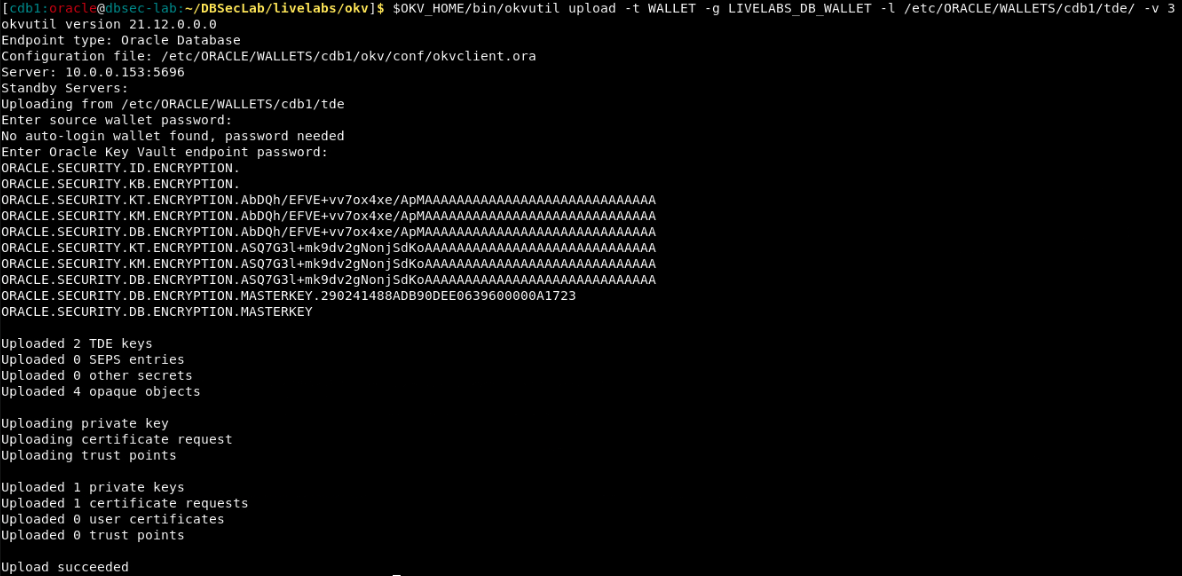 [cdb1:oracle@dbsec-lab:~/DBSecLab/livelabs/okv]$ $OKV_HOME/bin/okvutil upload -t WALLET -g LIVELABS_DB_WALLET -l /etc/ORACLE/WALLETS/cdb1/tde/ -v 3
okvutil version 21.12.0.0.0
Endpoint type: Oracle Database
Configuration file: /etc/ORACLE/WALLETS/cdb1/okv/conf/okvclient.ora
Server: 10.0.0.153:5696
Standby Servers:
Uploading from /etc/ORACLE/WALLETS/cdb1/tde
Enter source wallet password:
No auto-login wallet found, password needed
Enter Oracle Key Vault endpoint password:
ORACLE.SECURITY.ID.ENCRYPTION.
ORACLE.SECURITY.KB.ENCRYPTION.
ORACLE.SECURITY.KT.ENCRYPTION.AbDQh/EFVE+vv7ox4xe/ApMAAAAAAAAAAAAAAAAAAAAAAAAAAAAA
ORACLE.SECURITY.KM.ENCRYPTION.AbDQh/EFVE+vv7ox4xe/ApMAAAAAAAAAAAAAAAAAAAAAAAAAAAAA
ORACLE.SECURITY.DB.ENCRYPTION.AbDQh/EFVE+vv7ox4xe/ApMAAAAAAAAAAAAAAAAAAAAAAAAAAAAA
ORACLE.SECURITY.KT.ENCRYPTION.ASQ7G3l+mk9dv2gNonjSdKoAAAAAAAAAAAAAAAAAAAAAAAAAAAAA
ORACLE.SECURITY.KM.ENCRYPTION.ASQ7G3l+mk9dv2gNonjSdKoAAAAAAAAAAAAAAAAAAAAAAAAAAAAA
ORACLE.SECURITY.DB.ENCRYPTION.ASQ7G3l+mk9dv2gNonjSdKoAAAAAAAAAAAAAAAAAAAAAAAAAAAAA
ORACLE.SECURITY.DB.ENCRYPTION.MASTERKEY.290241488ADB90DEE0639600000A1723
ORACLE.SECURITY.DB.ENCRYPTION.MASTERKEY
Uploaded 2 TDE keys
Uploaded 0 SEPS entries
Uploaded 0 other secrets
Uploaded 4 opaque objects
Uploading private key
Uploading certificate request
Uploading trust points
Uploaded 1 private keys
Uploaded 1 certificate requests
Uploaded 0 user certificates
Uploaded 0 trust points
Upload succeeded